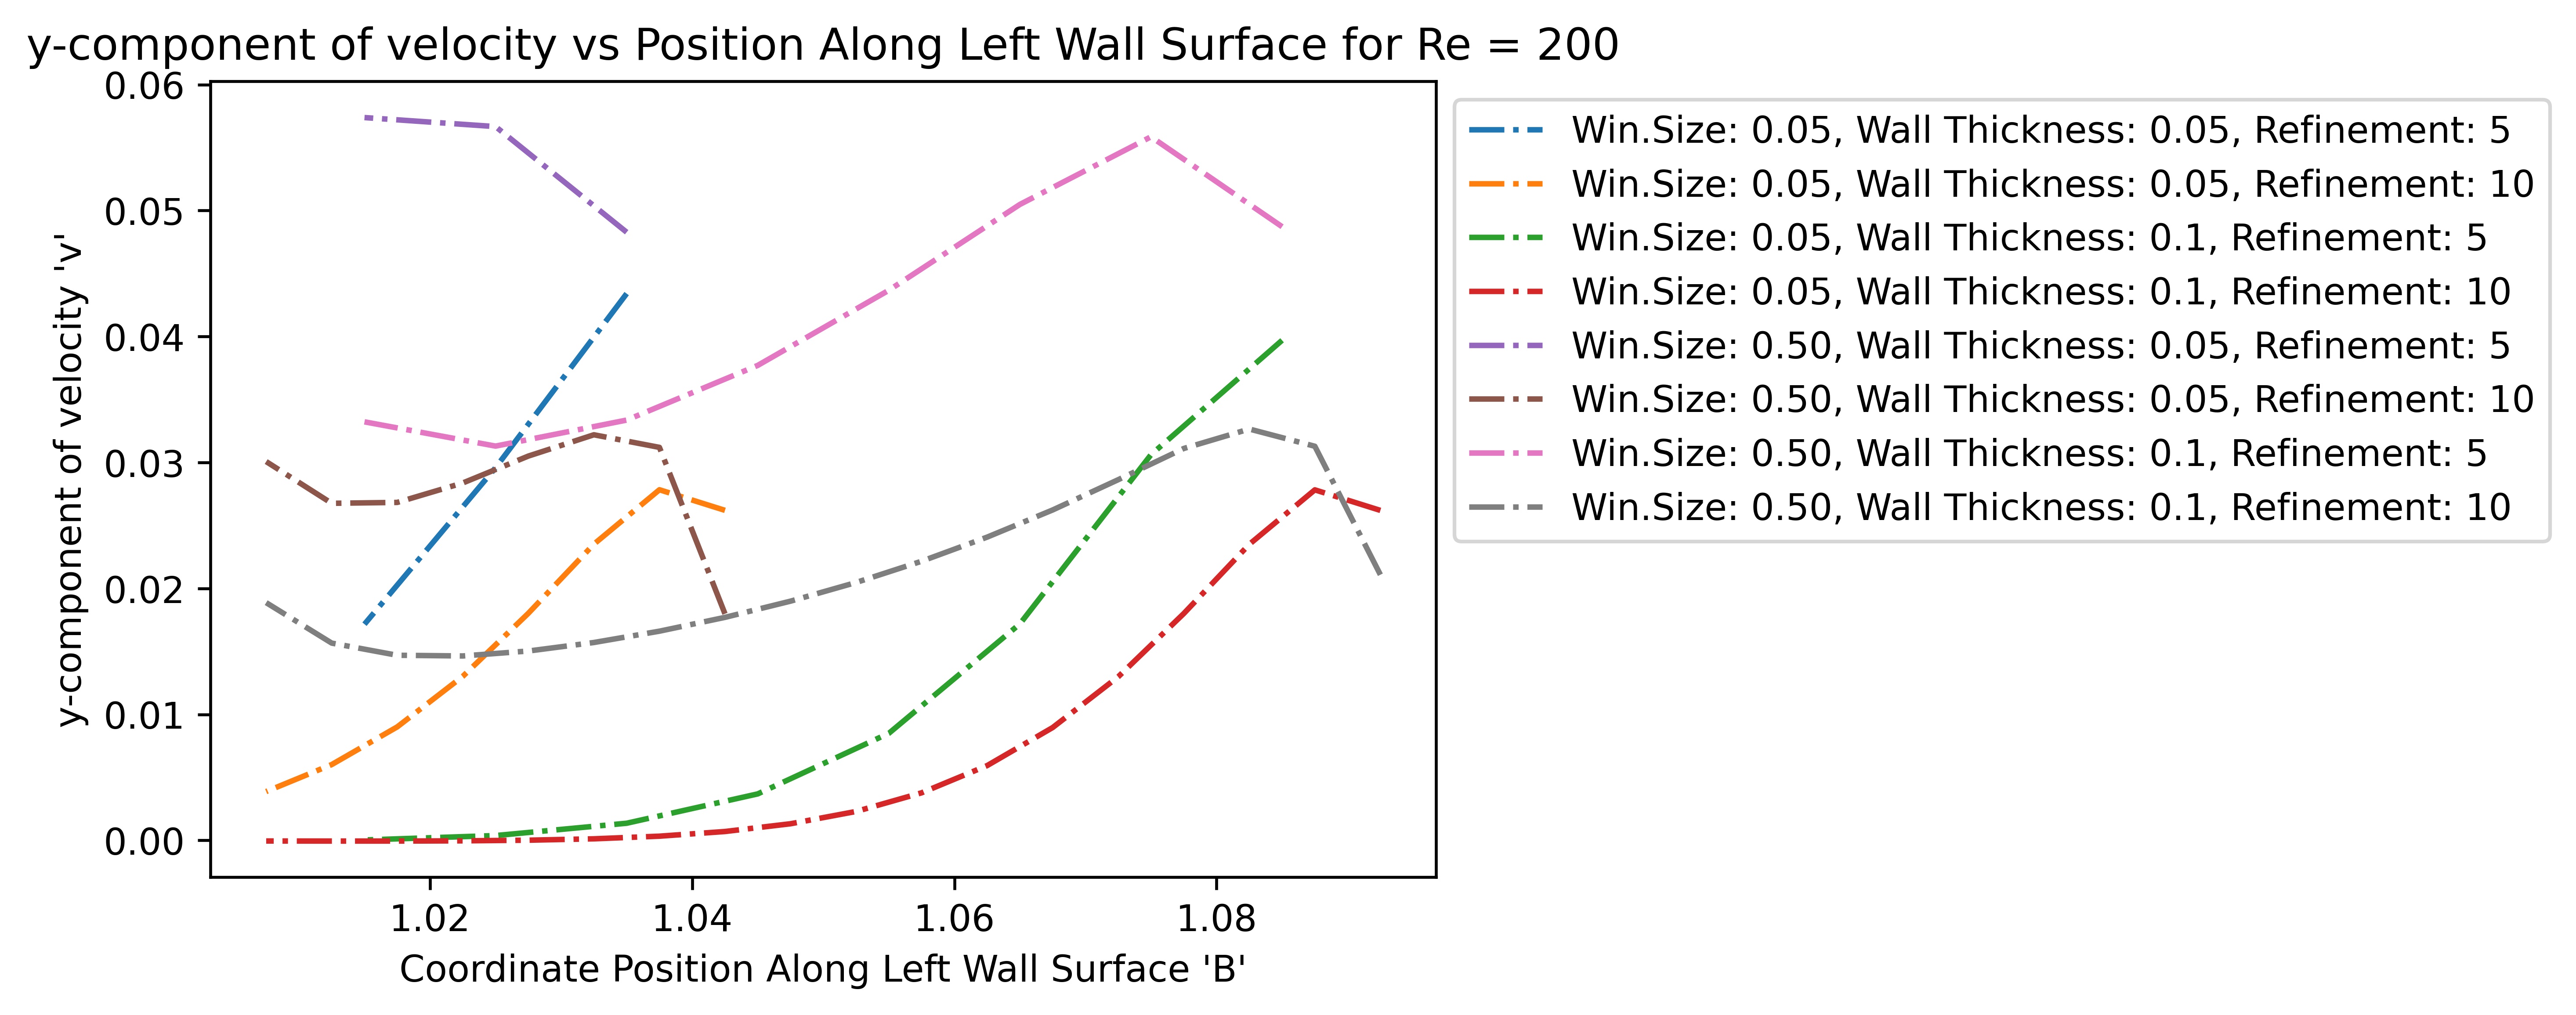 y-component of velocity vs Position Along Left Wall Surface for Re = 200
y-component of velocity 'v'
0.06
0.05
0.04
0.03
0.02
0.01
0.00
1.02 1.04 1.06 1.08
Coordinate Position Along Left Wall Surface 'B'
Win.Size: 0.05, Wall Thickness: 0.05, Refinement: 5
Win.Size: 0.05, Wall Thickness: 0.05, Refinement: 10
Win.Size: 0.05, Wall Thickness: 0.1, Refinement: 5
Win.Size: 0.05, Wall Thickness: 0.1, Refinement: 10
Win.Size: 0.50, Wall Thickness: 0.05, Refinement: 5
Win.Size: 0.50, Wall Thickness: 0.05, Refinement: 10
Win.Size: 0.50, Wall Thickness: 0.1, Refinement: 5
Win.Size: 0.50, Wall Thickness: 0.1, Refinement: 10